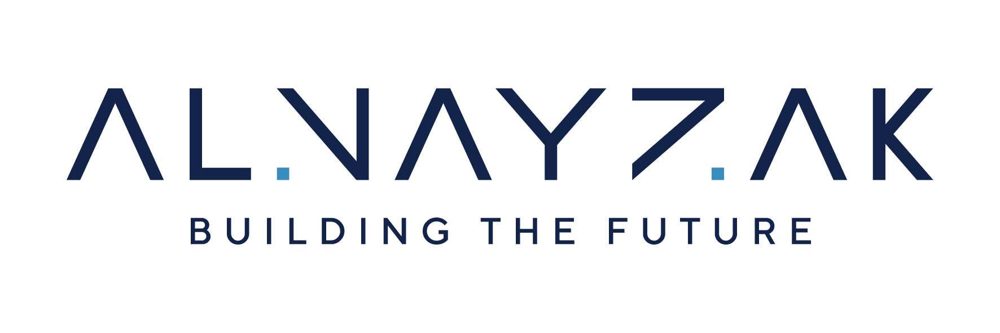 ALNAYZAK
BUILDING THE FUTURE